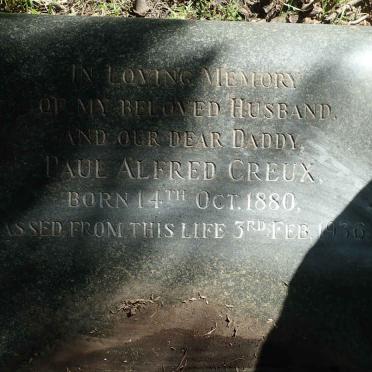 IN LOVING MEMORY
OF MY BELOVED HUSBAND,
AND OUR DEAR DADDY,
PAUL ALFRED CREUX,
BORN 14TH OCT. 1880,
ASSED FROM THIS LIFE 3RD FEB. 1936